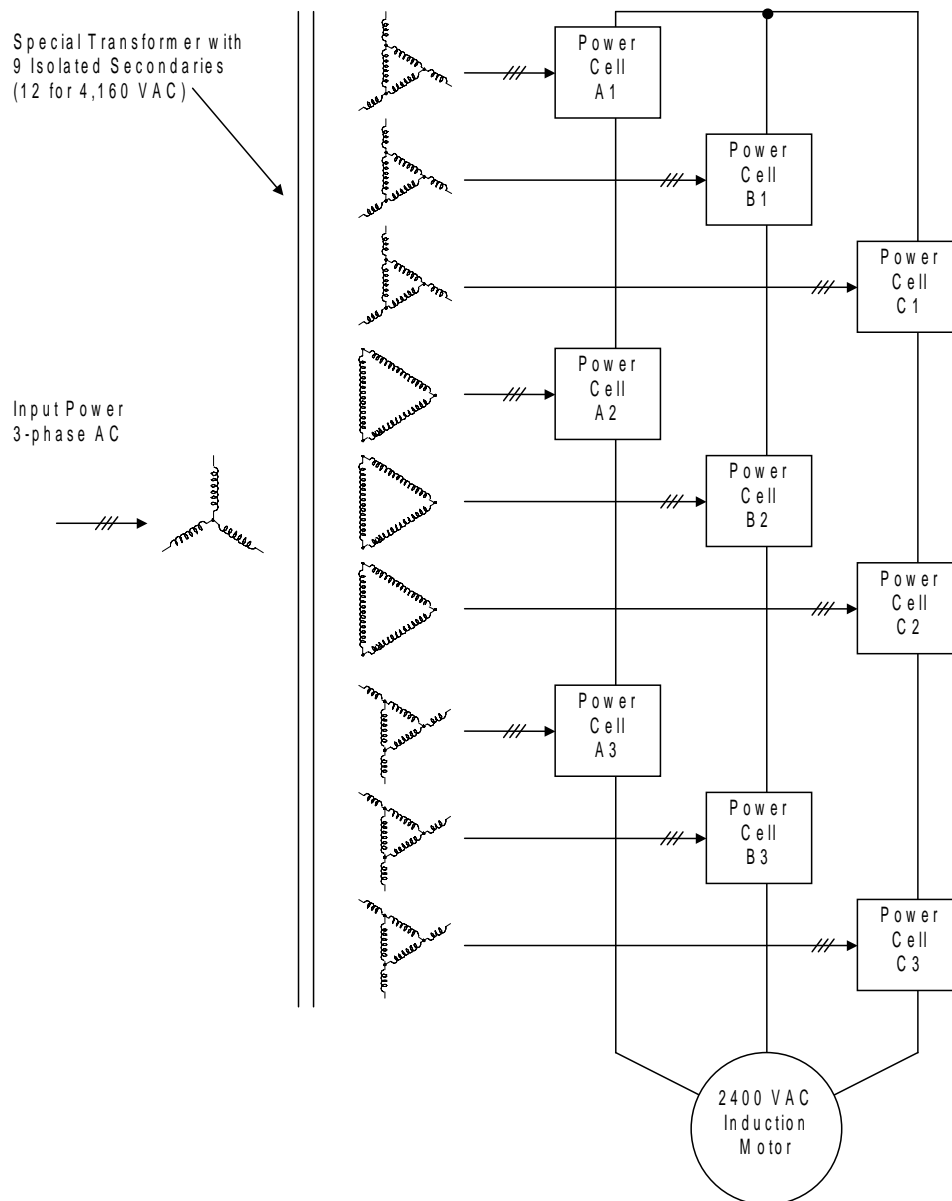 Special Transformer with
9 Isolated Secondaries
(12 for 4,160 VAC)
Power
Cell
A1
Power
Cell
B1
Power
Cell
C1
Power
Cell
A2
Input Power
3-phase AC
Power
Cell
B2
Power
Cell
C2
Power
Cell
A3
Power
Cell
B3
Power
Cell
C3
2400 VAC
Induction
Motor